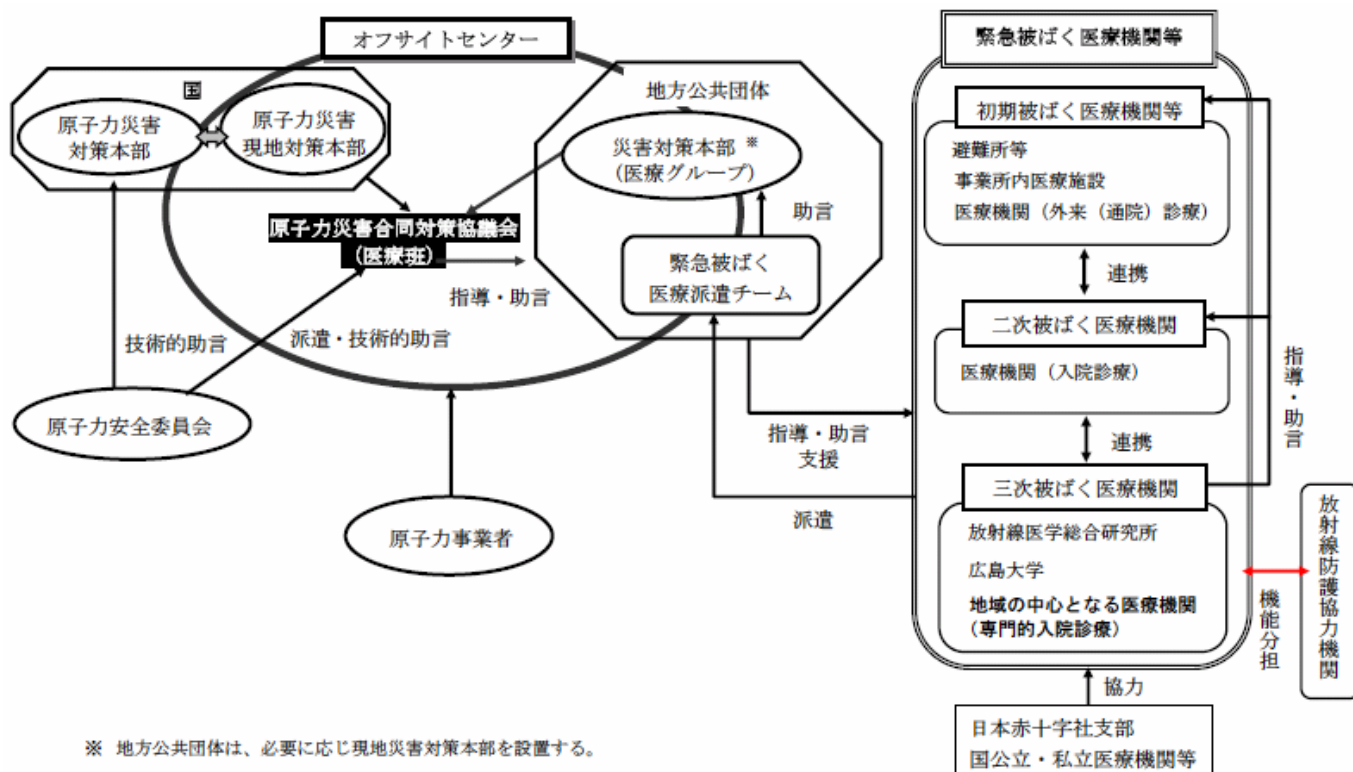 オフサイトセンター
国
原子力災害
対策本部
原子力災害
現地対策本部
地方公共団体
災害対策本部 ※
(医療グループ)
助言
緊急被ばく
医療派遣チーム
原子力災害合同対策協議会
(医療班)
指導・助言
技術的助言
派遣・技術的助言
原子力安全委員会
原子力事業者
指導・助言
支援
派遣
緊急被ばく医療機関等
初期被ばく医療機関等
避難所等
事業所内医療施設
医療機関(外来(通院)診療)
連携
二次被ばく医療機関
医療機関(入院診療)
連携
三次被ばく医療機関
放射線医学総合研究所
広島大学
地域の中心となる医療機関
(専門的入院診療)
指導・助言
機能分担
放射線防護協力機関
協力
日本赤十字社支部
国公立・私立医療機関等
※ 地方公共団体は、必要に応じ現地災害対策本部を設置する。